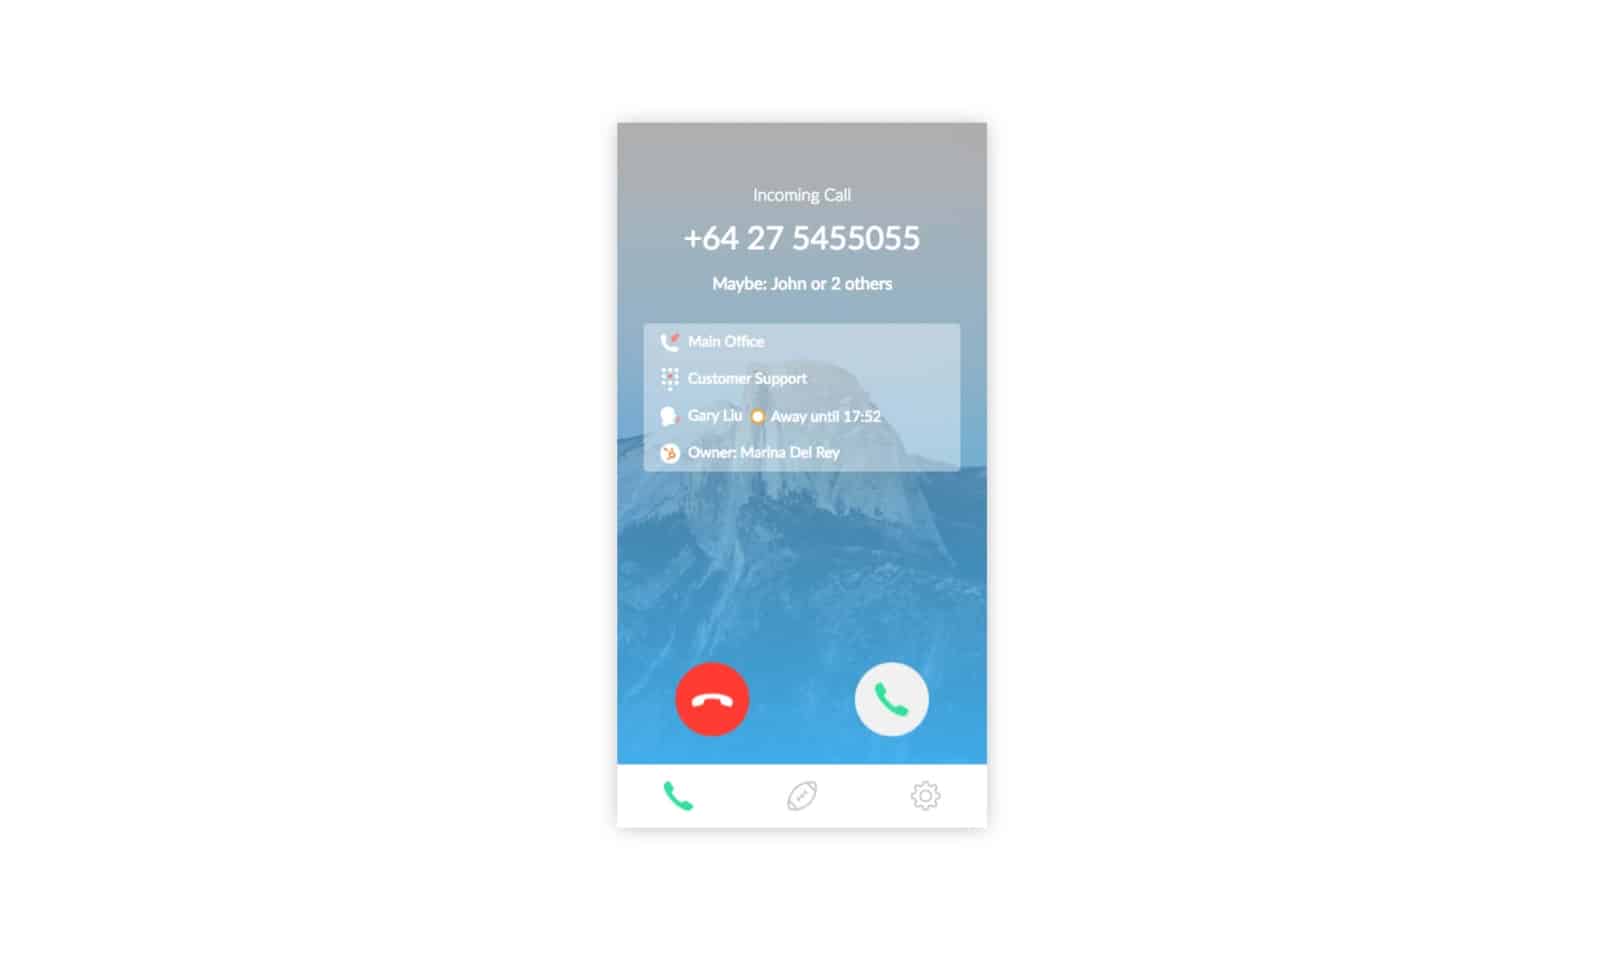 Incoming Call
+64 27 5455055
Maybe: John or 2 others
Main Office
Customer Support
Gary Liu Away until 17:52
Owner: Marina Del Rey